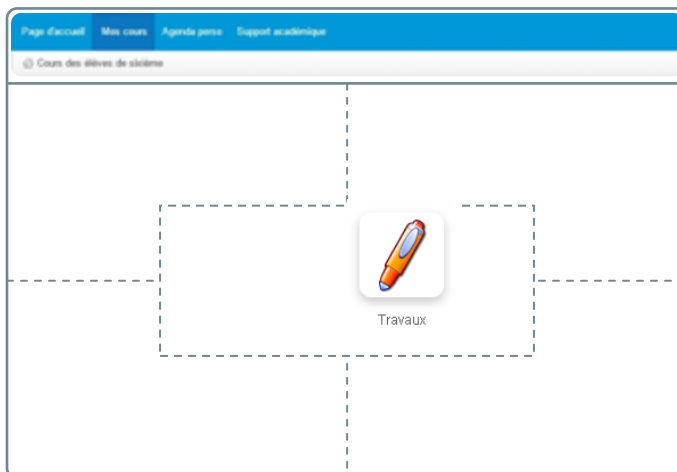 Page d'accueil Mes cours Agenda perso Support académique
Cours des élèves de sixième
Travaux